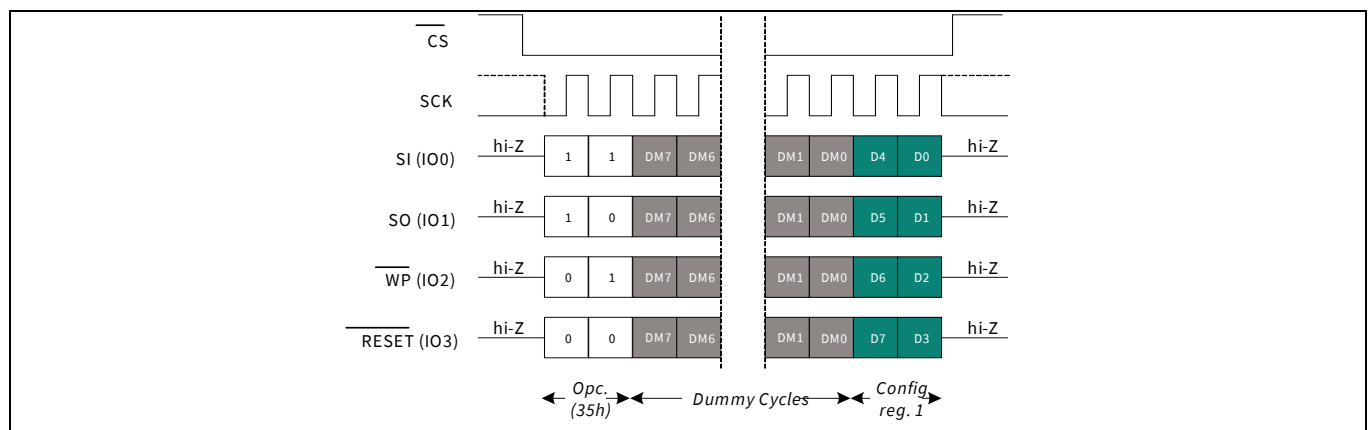 CS
SCK
SI (IO0) hi-Z 1 1 DM7 DM6 DM1 DM0 D4 D0 hi-Z
SO (IO1) hi-Z 1 0 DM7 DM6 DM1 DM0 D5 D1 hi-Z
WP (IO2) hi-Z 0 1 DM7 DM6 DM1 DM0 D6 D2 hi-Z
RESET (IO3) hi-Z 0 0 DM7 DM6 DM1 DM0 D7 D3 hi-Z
Opc. (35h) Dummy Cycles Config reg. 1